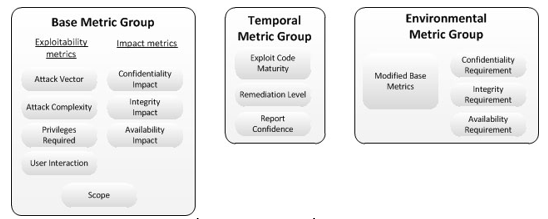 Base Metric Group
Exploitability
metrics
Attack Vector
Attack Complexity
Privileges
Required
User Interaction
Impact metrics
Confidentiality
Impact
Integrity
Impact
Availability
Impact
Scope
Temporal
Metric Group
Exploit Code
Maturity
Remediation Level
Report
Confidence
Environmental
Metric Group
Modified Base
Metrics
Confidentiality
Requirement
Integrity
Requirement
Availability
Requirement